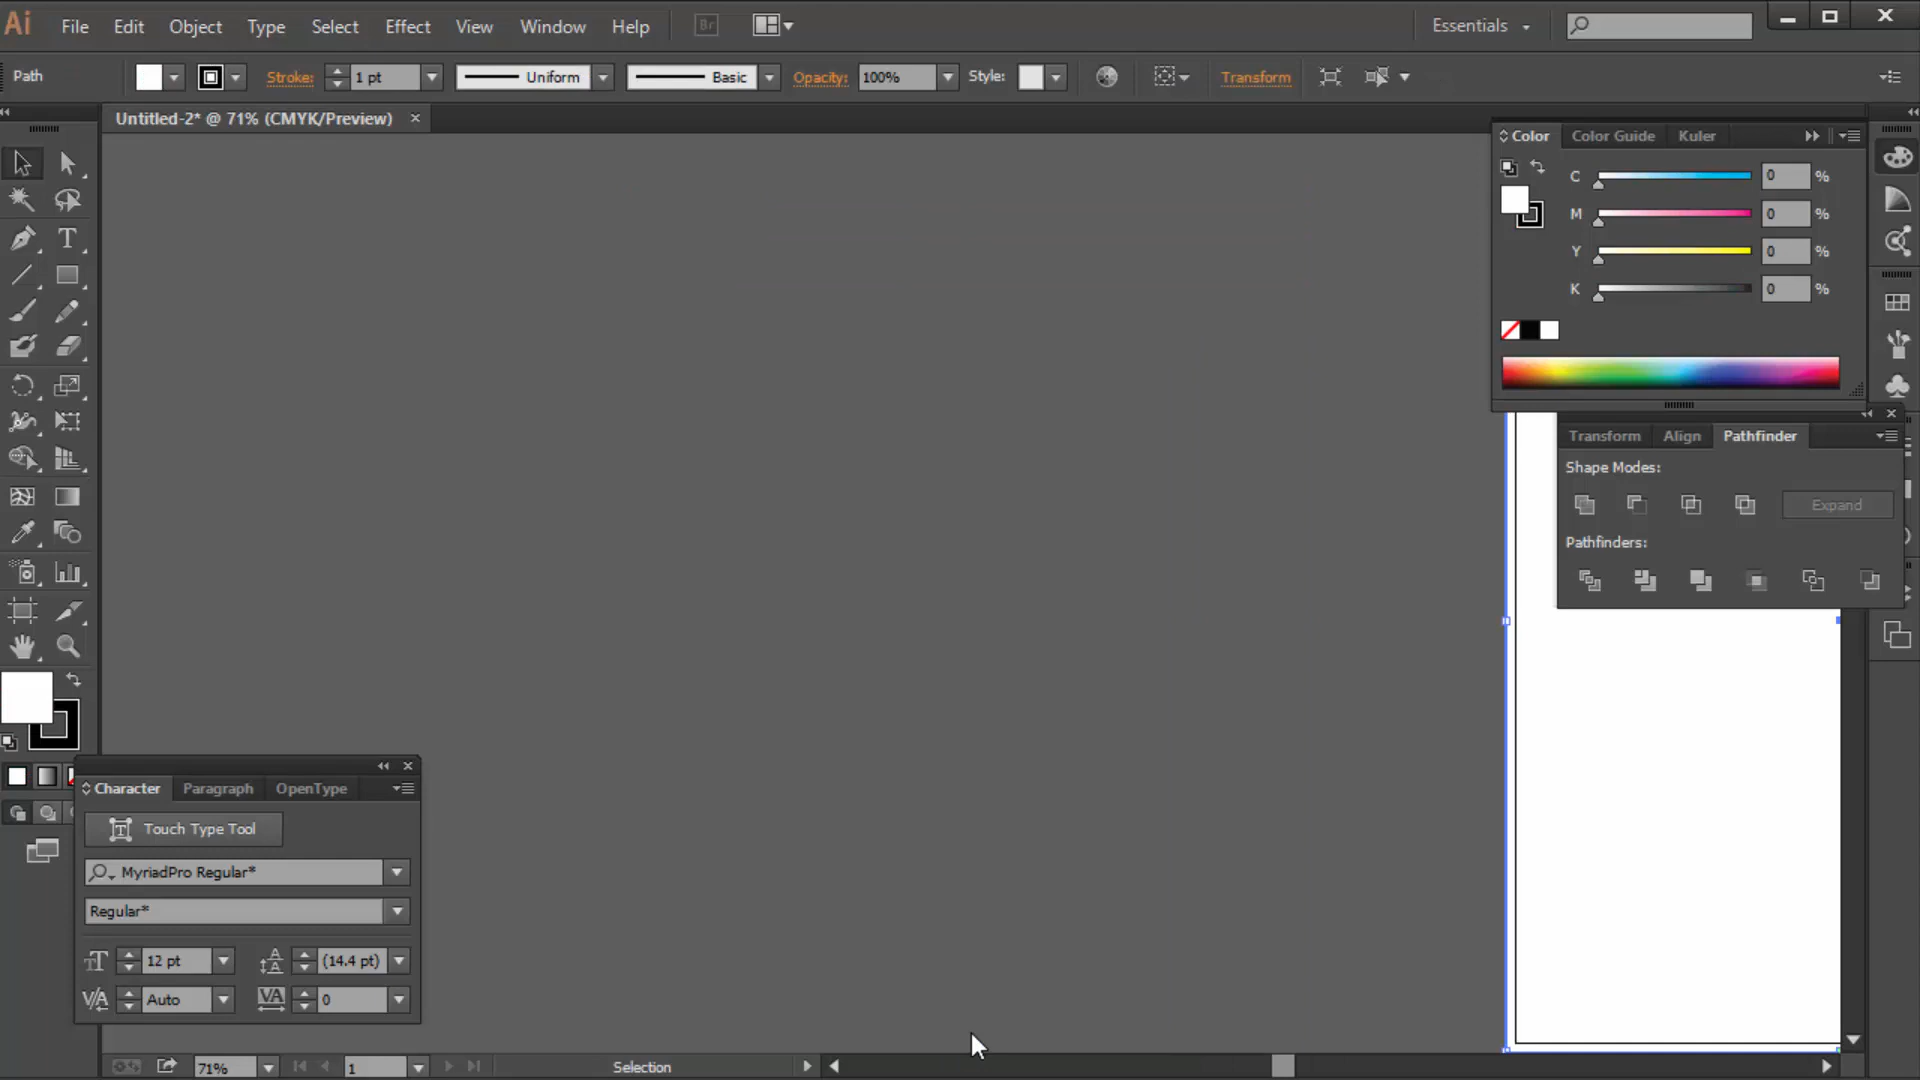 Ai File Edit Object Type Select Effect View Window Help Br Essentials
Path Stroke: 1 pt Uniform Basic Opacity: 100% Style: Transform
Untitled-2* @ 71% (CMYK/Preview)
Color Color Guide Kuler
C 0 %
M 0 %
Y 0 %
K 0 %
Transform Align Pathfinder
Shape Modes:
Expand
Pathfinders:
Character Paragraph OpenType
Touch Type Tool
MyriadPro Regular*
Regular*
12 pt (14.4 pt)
Auto 0
71% 1 Selection